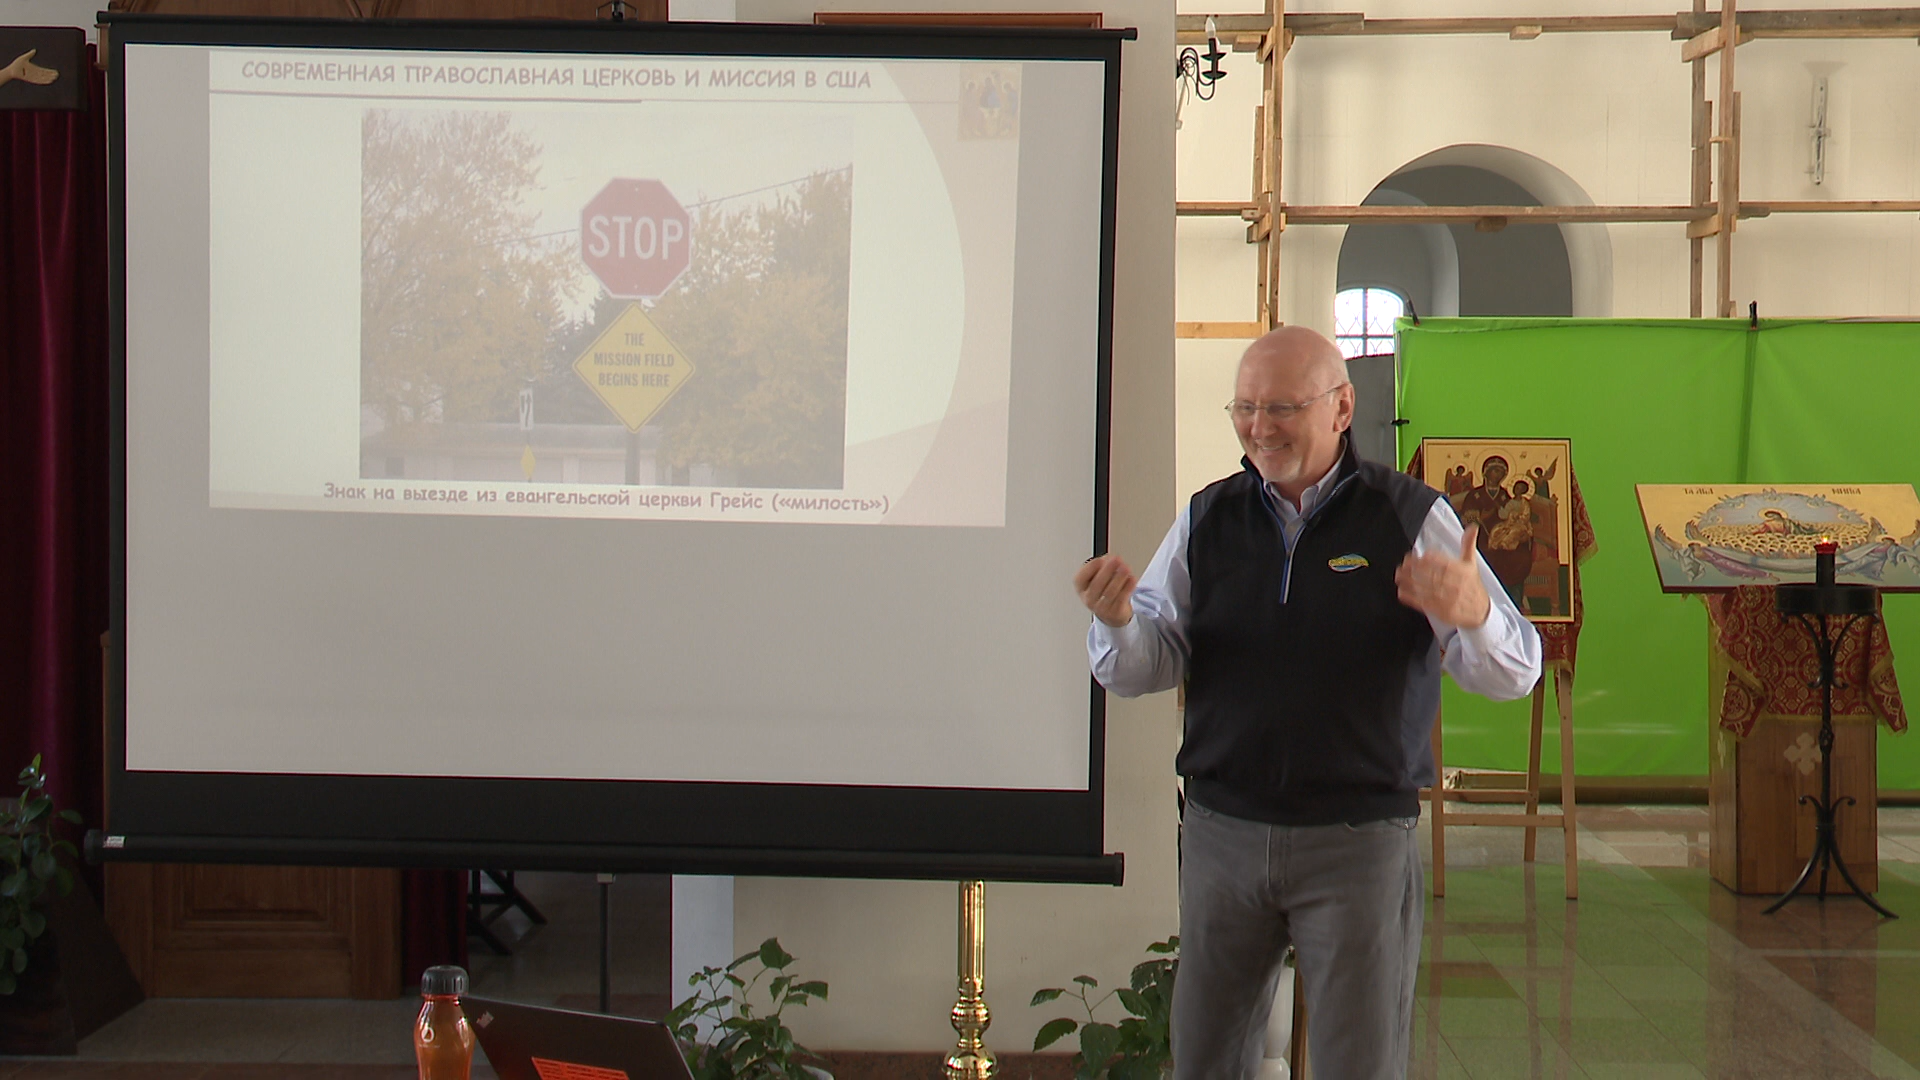 СОВРЕМЕННАЯ ПРАВОСЛАВНАЯ ЦЕРКОВЬ И МИССИЯ В США
STOP
THE
MISSION FIELD
BEGINS HERE
Знак на выезде из евангельской церкви Грейс («милость»)